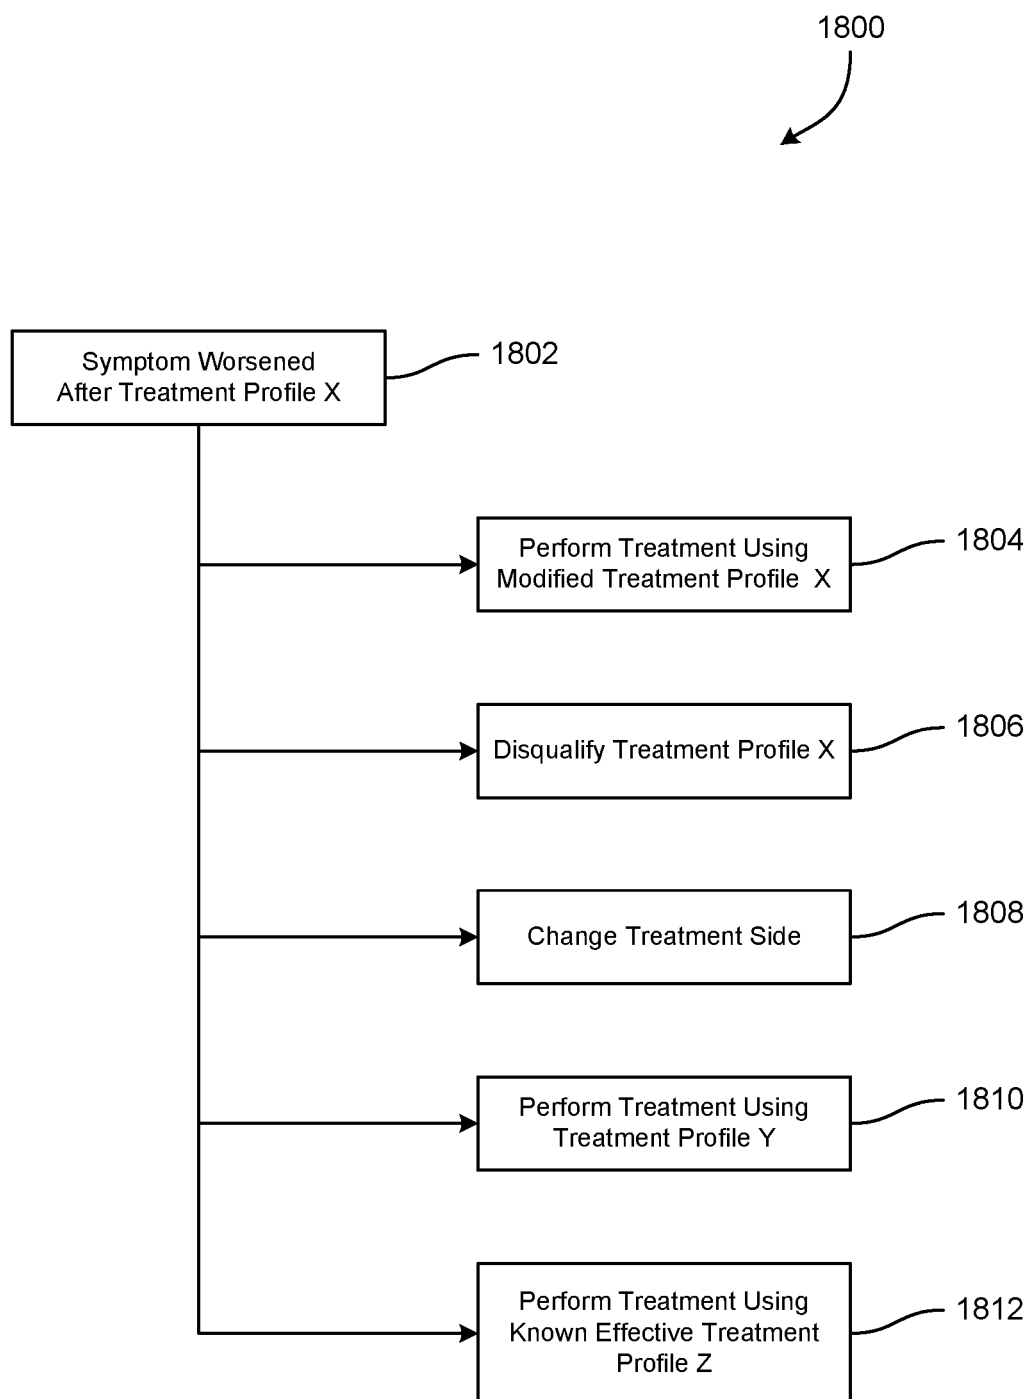 1800
Symptom Worsened
After Treatment Profile X
1802
Perform Treatment Using
Modified Treatment Profile X
1804
Disqualify Treatment Profile X
1806
Change Treatment Side
1808
Perform Treatment Using
Treatment Profile Y
1810
Perform Treatment Using
Known Effective Treatment
Profile Z
1812